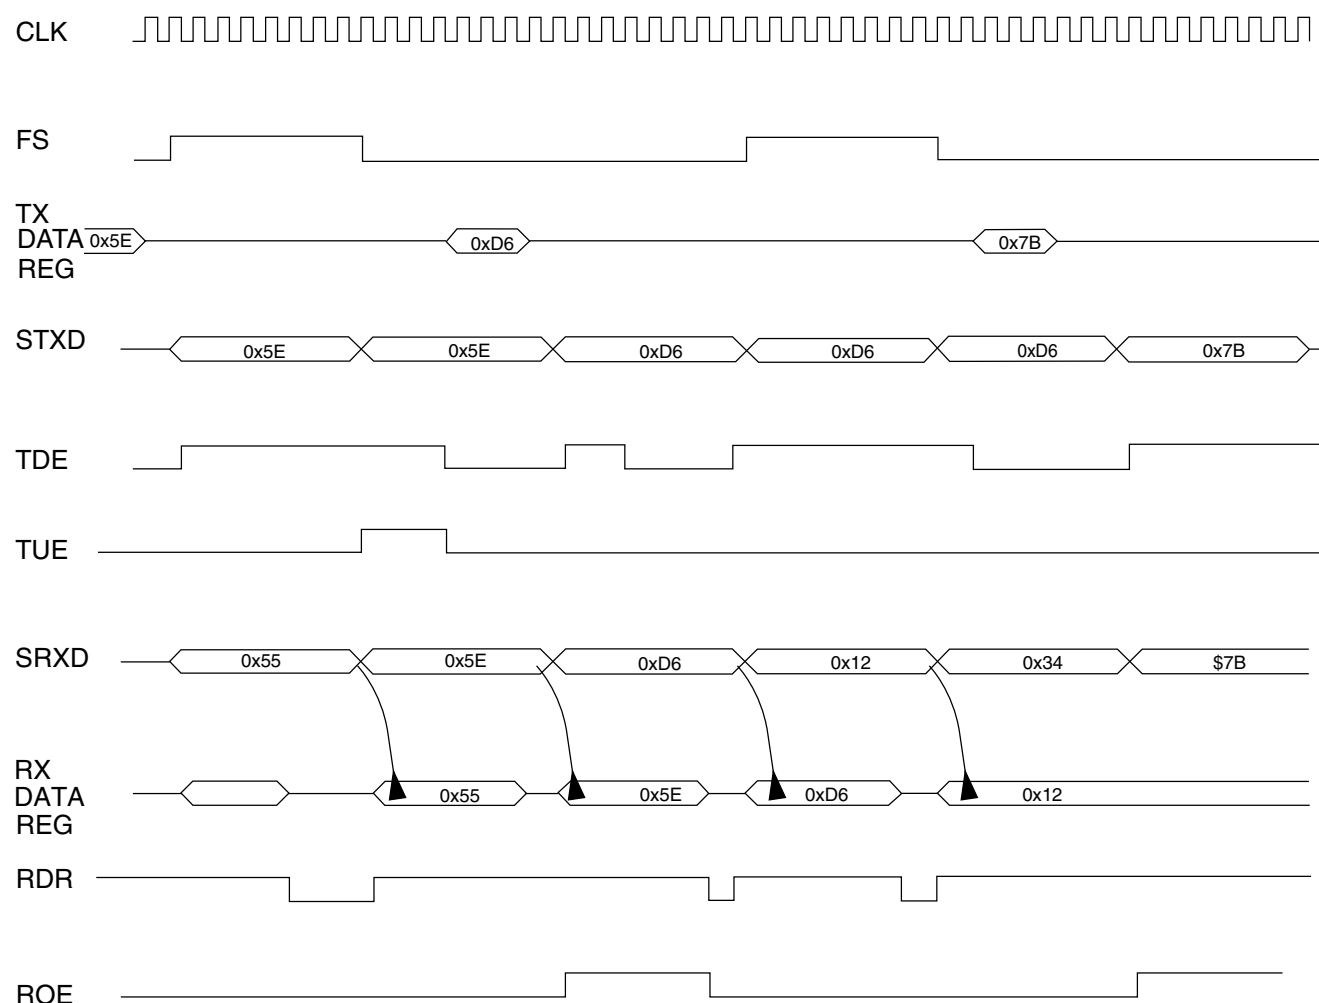 CLK
FS
TX
DATA 0x5E 0xD6 0x7B
REG
STXD 0x5E 0x5E 0xD6 0xD6 0xD6 0x7B
TDE
TUE
SRXD 0x55 0x5E 0xD6 0x12 0x34 $7B
RX
DATA 0x55 0x5E 0xD6 0x12
REG
RDR
ROE